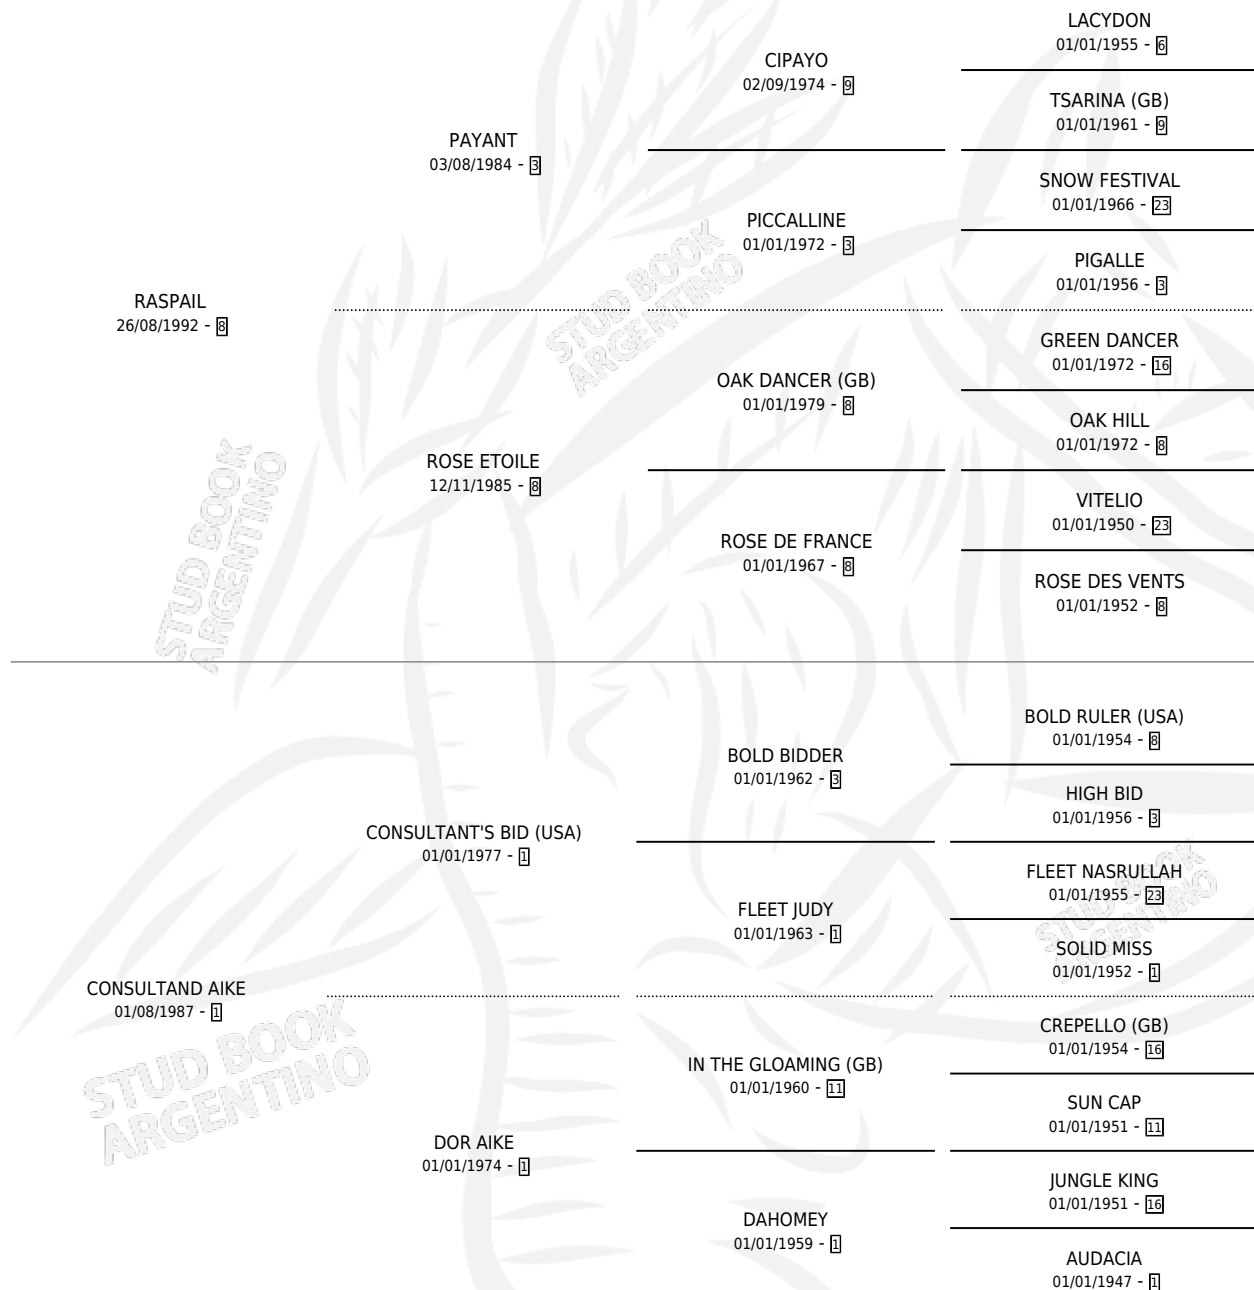 LACYDON
01/01/1955 - 6
CIPAYO
02/09/1974 - 9
TSARINA (GB)
01/01/1961 - 9
PAYANT
03/08/1984 - 3
SNOW FESTIVAL
01/01/1966 - 23
PICCALLINE
01/01/1972 - 3
PIGALLE
01/01/1956 - 3
RASPAIL
26/08/1992 - 8
STUD BOOK
ARGENTINO
GREEN DANCER
01/01/1972 - 16
OAK DANCER (GB)
01/01/1979 - 8
OAK HILL
01/01/1972 - 8
ROSE ETOILE
12/11/1985 - 8
VITELIO
01/01/1950 - 23
ROSE DE FRANCE
01/01/1967 - 8
ROSE DES VENTS
01/01/1952 - 8
STUD BOOK
ARGENTINO
BOLD RULER (USA)
01/01/1954 - 8
BOLD BIDDER
01/01/1962 - 3
HIGH BID
01/01/1956 - 3
CONSULTANT'S BID (USA)
01/01/1977 - 1
FLEET NASRULLAH
01/01/1955 - 23
STUD BOOK
ARGENTINO
FLEET JUDY
01/01/1963 - 1
SOLID MISS
01/01/1952 - 1
CONSULTAND AIKE
01/08/1987 - 1
CREPELLO (GB)
01/01/1954 - 16
STUD BOOK
ARGENTINO
IN THE GLOAMING (GB)
01/01/1960 - 11
SUN CAP
01/01/1951 - 11
DOR AIKE
01/01/1974 - 1
JUNGLE KING
01/01/1951 - 16
DAHOMEY
01/01/1959 - 1
AUDACIA
01/01/1947 - 1